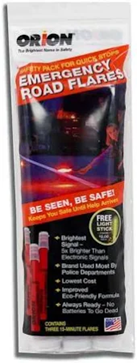 ORION
The Brightest Name in Safety
SAFETY PACK FOR QUICK STOPS
EMERGENCY
ROAD FLARES
BE SEEN, BE SAFE!
Keeps You Safe Until Help Arrives
FREE
LIGHT
STICK
• Brightest
Signal –
5x Brighter Than
Electronic Signals
• Brand Used Most By
Police Departments
• Lowest Cost
• Improved
Eco-Friendly Formula
• Always Ready – No
Batteries To Go Dead
CONTAINS
THREE 15-MINUTE FLARES